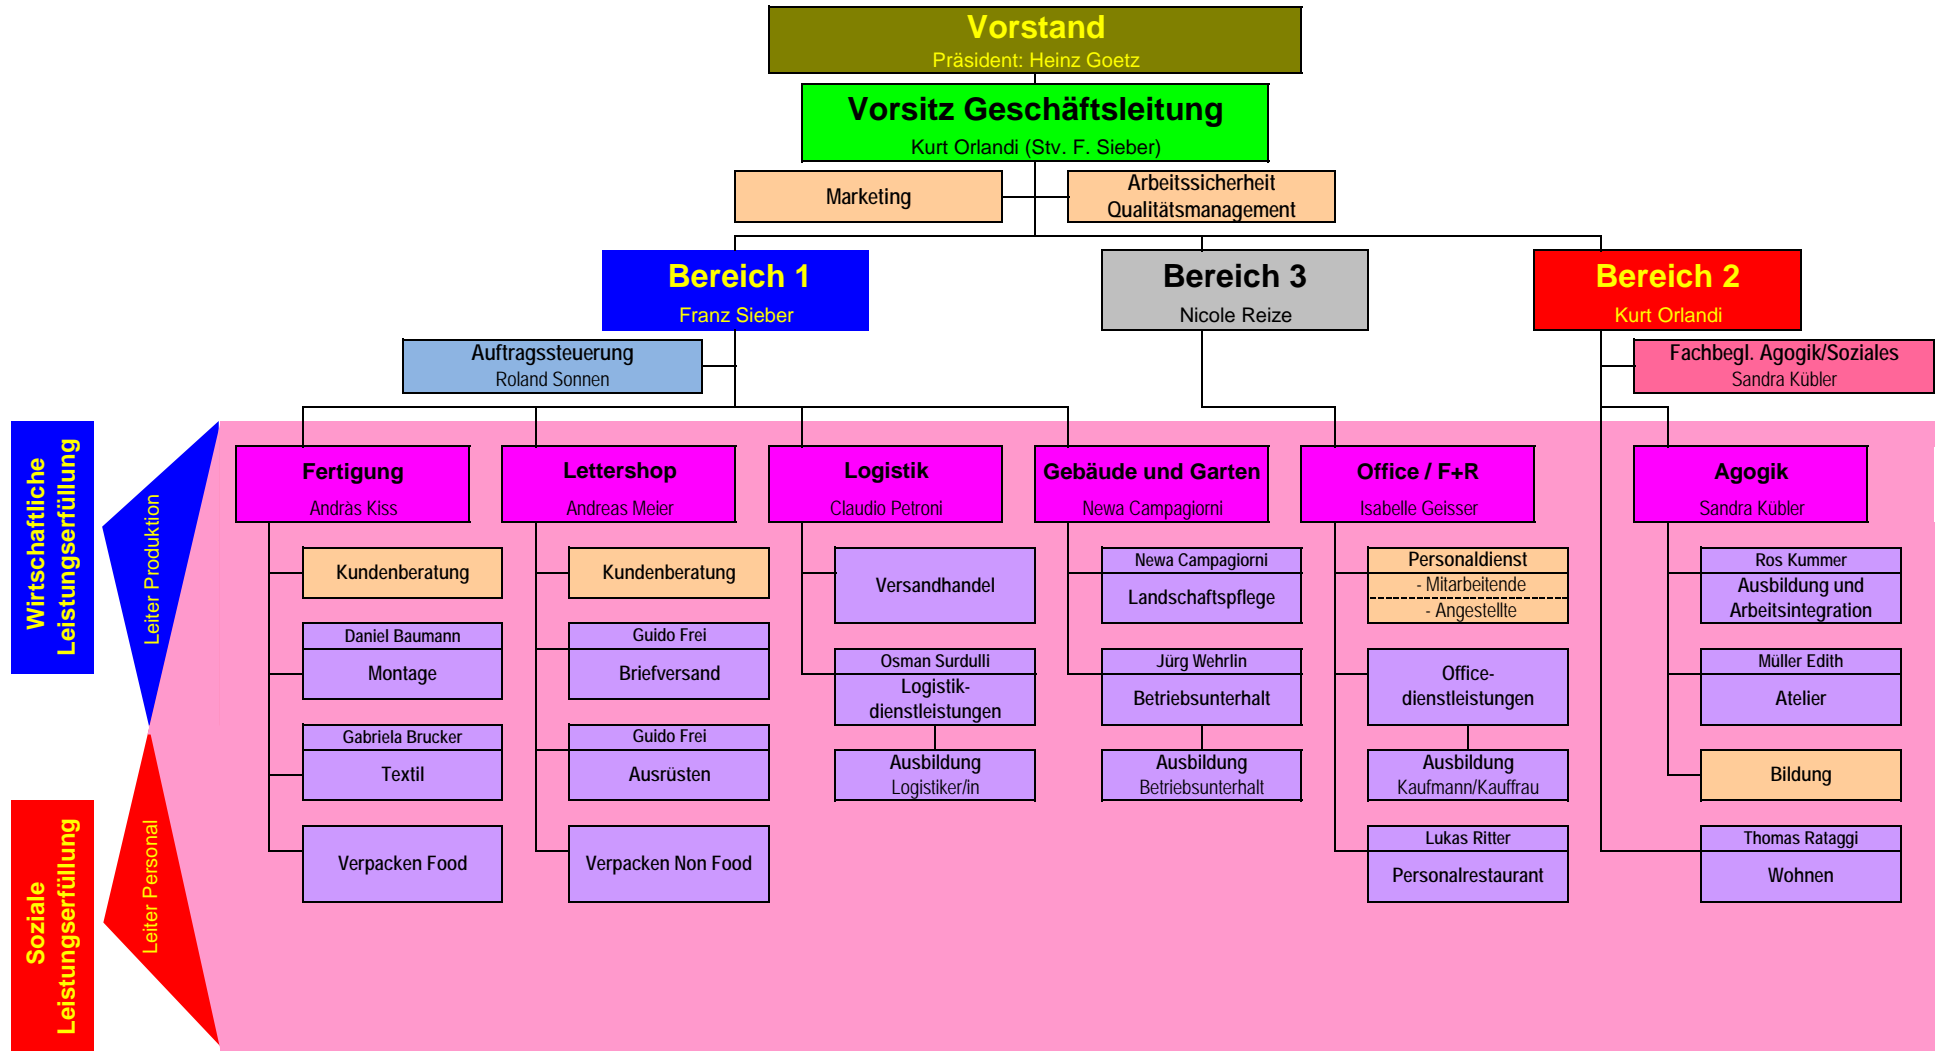 Vorstand
Präsident: Heinz Goetz
Vorsitz Geschäftsleitung
Kurt Orlandi (Stv. F. Sieber)
Marketing
Arbeitssicherheit
Qualitätsmanagement
Bereich 1
Franz Sieber
Bereich 3
Nicole Reize
Bereich 2
Kurt Orlandi
Auftragssteuerung
Roland Sonnen
Fachbegl. Agogik/Soziales
Sandra Kübler
Wirtschaftliche
Leistungserfüllung
Leiter Produktion
Soziale
Leistungserfüllung
Leiter Personal
Fertigung
Andràs Kiss
Kundenberatung
Daniel Baumann
Montage
Gabriela Brucker
Textil
Verpacken Food
Lettershop
Andreas Meier
Kundenberatung
Guido Frei
Briefversand
Guido Frei
Ausrüsten
Verpacken Non Food
Logistik
Claudio Petroni
Versandhandel
Osman Surdulli
Logistik-
dienstleistungen
Ausbildung
Logistiker/in
Gebäude und Garten
Newa Campagiorni
Newa Campagiorni
Landschaftspflege
Jürg Wehrlin
Betriebsunterhalt
Ausbildung
Betriebsunterhalt
Office / F+R
Isabelle Geisser
Personaldienst
- Mitarbeitende
- Angestellte
Office-
dienstleistungen
Ausbildung
Kaufmann/Kauffrau
Lukas Ritter
Personalrestaurant
Agogik
Sandra Kübler
Ros Kummer
Ausbildung und
Arbeitsintegration
Müller Edith
Atelier
Bildung
Thomas Rataggi
Wohnen